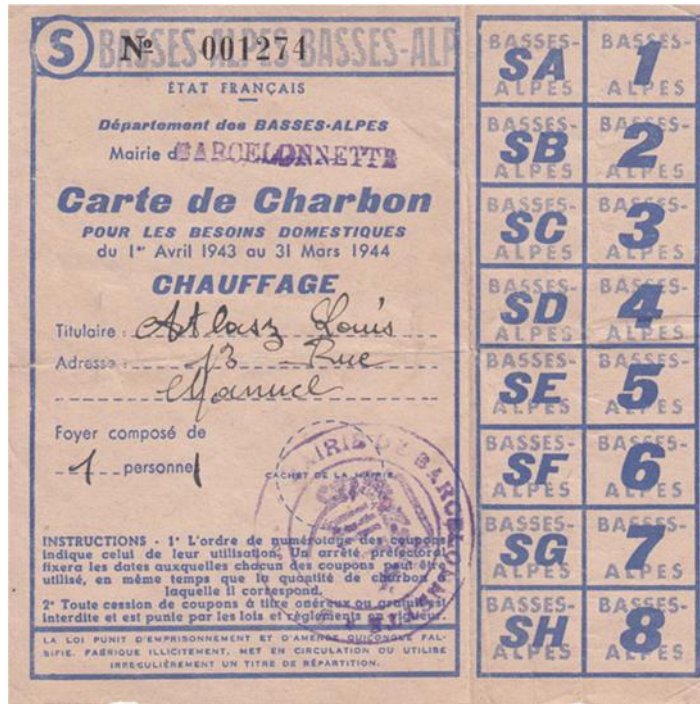 S Nº 001274
BASSES-ALPES BASSES-ALP
ÉTAT FRANÇAIS
Département des BASSES-ALPES
Mairie d BARCELONNETTE
Carte de Charbon
POUR LES BESOINS DOMESTIQUES
du 1er Avril 1943 au 31 Mars 1944
CHAUFFAGE
Titulaire : Atlasz Louis
Adresse : 13 Rue
Manuel
Foyer composé de
1 personne
CACHET DE LA MAIRIE
MAIRIE DE BARCELONNETTE
INSTRUCTIONS - 1° L'ordre de numérotage des coupons
indique celui de leur utilisation. Un arrêté préfectoral
fixera les dates auxquelles chacun des coupons peut être
utilisé, en même temps que la quantité de charbon à
laquelle il correspond.
2° Toute cession de coupons à titre onéreux ou gratuit est
interdite et est punie par les lois et règlements en vigueur.
LA LOI PUNIT D'EMPRISONNEMENT ET D'AMENDE QUICONQUE FAL-
SIFIE, FABRIQUE ILLICITEMENT, MET EN CIRCULATION OU UTILISE
IRRÉGULIÈREMENT UN TITRE DE RÉPARTITION.
BASSES-ALPES SA BASSES-ALPES 1
BASSES-ALPES SB BASSES-ALPES 2
BASSES-ALPES SC BASSES-ALPES 3
BASSES-ALPES SD BASSES-ALPES 4
BASSES-ALPES SE BASSES-ALPES 5
BASSES-ALPES SF BASSES-ALPES 6
BASSES-ALPES SG BASSES-ALPES 7
BASSES-ALPES SH BASSES-ALPES 8